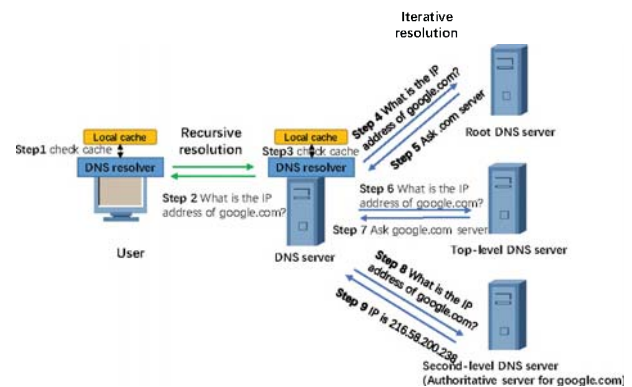 Iterative
resolution
Step 4 What is the IP
address of google.com?
Step 5 Ask .com server
Root DNS server
Local cache
Step1 check cache
DNS resolver
User
Recursive
resolution
Step 2 What is the IP
address of google.com?
Local cache
Step3 check cache
DNS resolver
DNS server
Step 6 What is the IP
address of google.com?
Step 7 Ask google.com server
Top-level DNS server
Step 8 What is the IP
address of google.com?
Step 9 IP is 216.58.200.238
Second-level DNS server
(Authoritative server for google.com)